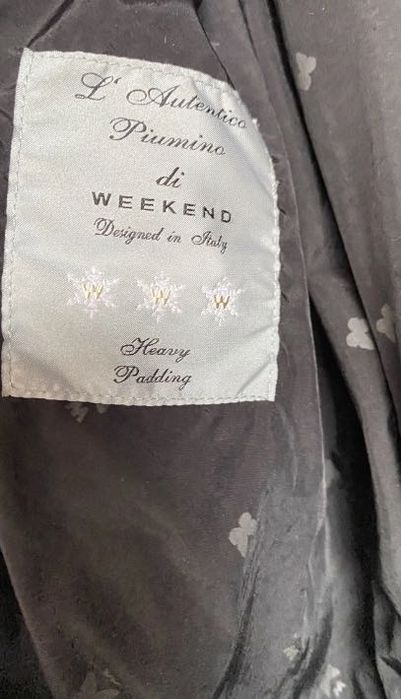 L' Autentico
Piumino
di
WEEKEND
Designed in Italy
W W W
Heavy
Padding